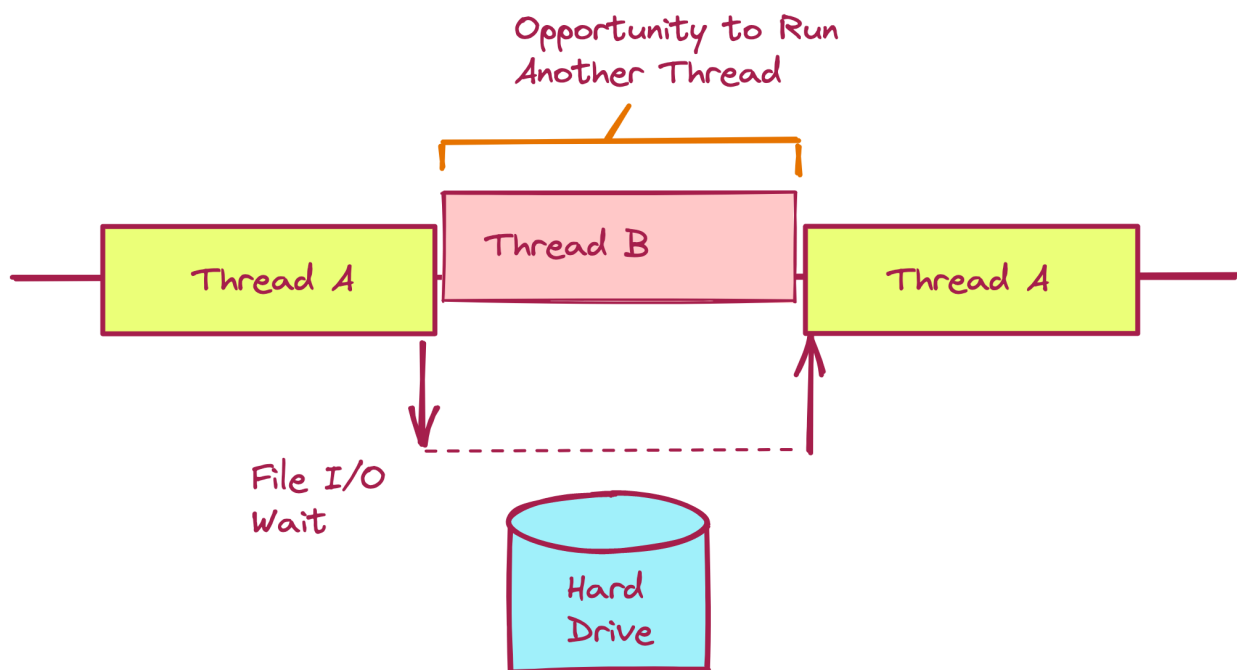 Opportunity to Run
Another Thread
Thread A
Thread B
Thread A
File I/O
Wait
Hard
Drive